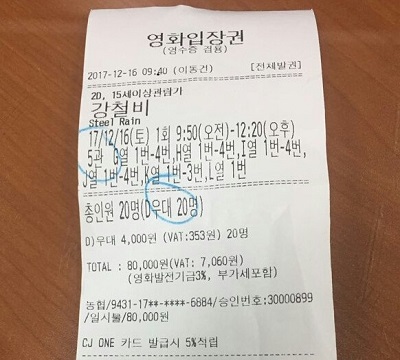 영화입장권
(영수증 겸용)
2017-12-16 09:40 (이동건) [전체발권]
2D, 15세이상관람가
강철비
Steel Rain
17/12/16(토) 1회 9:50(오전)-12:20(오후)
5관 G열 1번-4번,H열 1번-4번,I열 1번-4번,
J열 1번-4번,K열 1번-3번,L열 1번
총인원 20명(D우대 20명)
D)우대 4,000원 (VAT:353원) 20명
TOTAL : 80,000원(VAT: 7,060원)
(영화발전기금3%, 부가세포함)
농협/9431-17**-****-6884/승인번호:30000899
/일시불/80,000원
CJ ONE 카드 발급시 5%적립